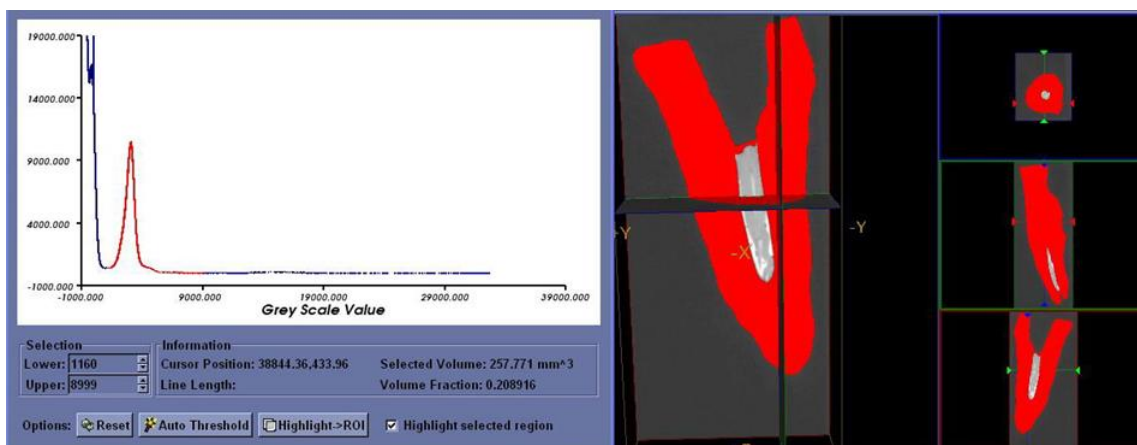 19000.000
14000.000
9000.000
4000.000
-1000.000
-1000.000 9000.000 19000.000 29000.000 39000.000
Grey Scale Value
Selection Information
Lower: 1160 Cursor Position: 38844.36,433.96 Selected Volume: 257.771 mm^3
Upper: 8999 Line Length: Volume Fraction: 0.208916
Options: Reset Auto Threshold Highlight->ROI Highlight selected region
-Y -Y
-X